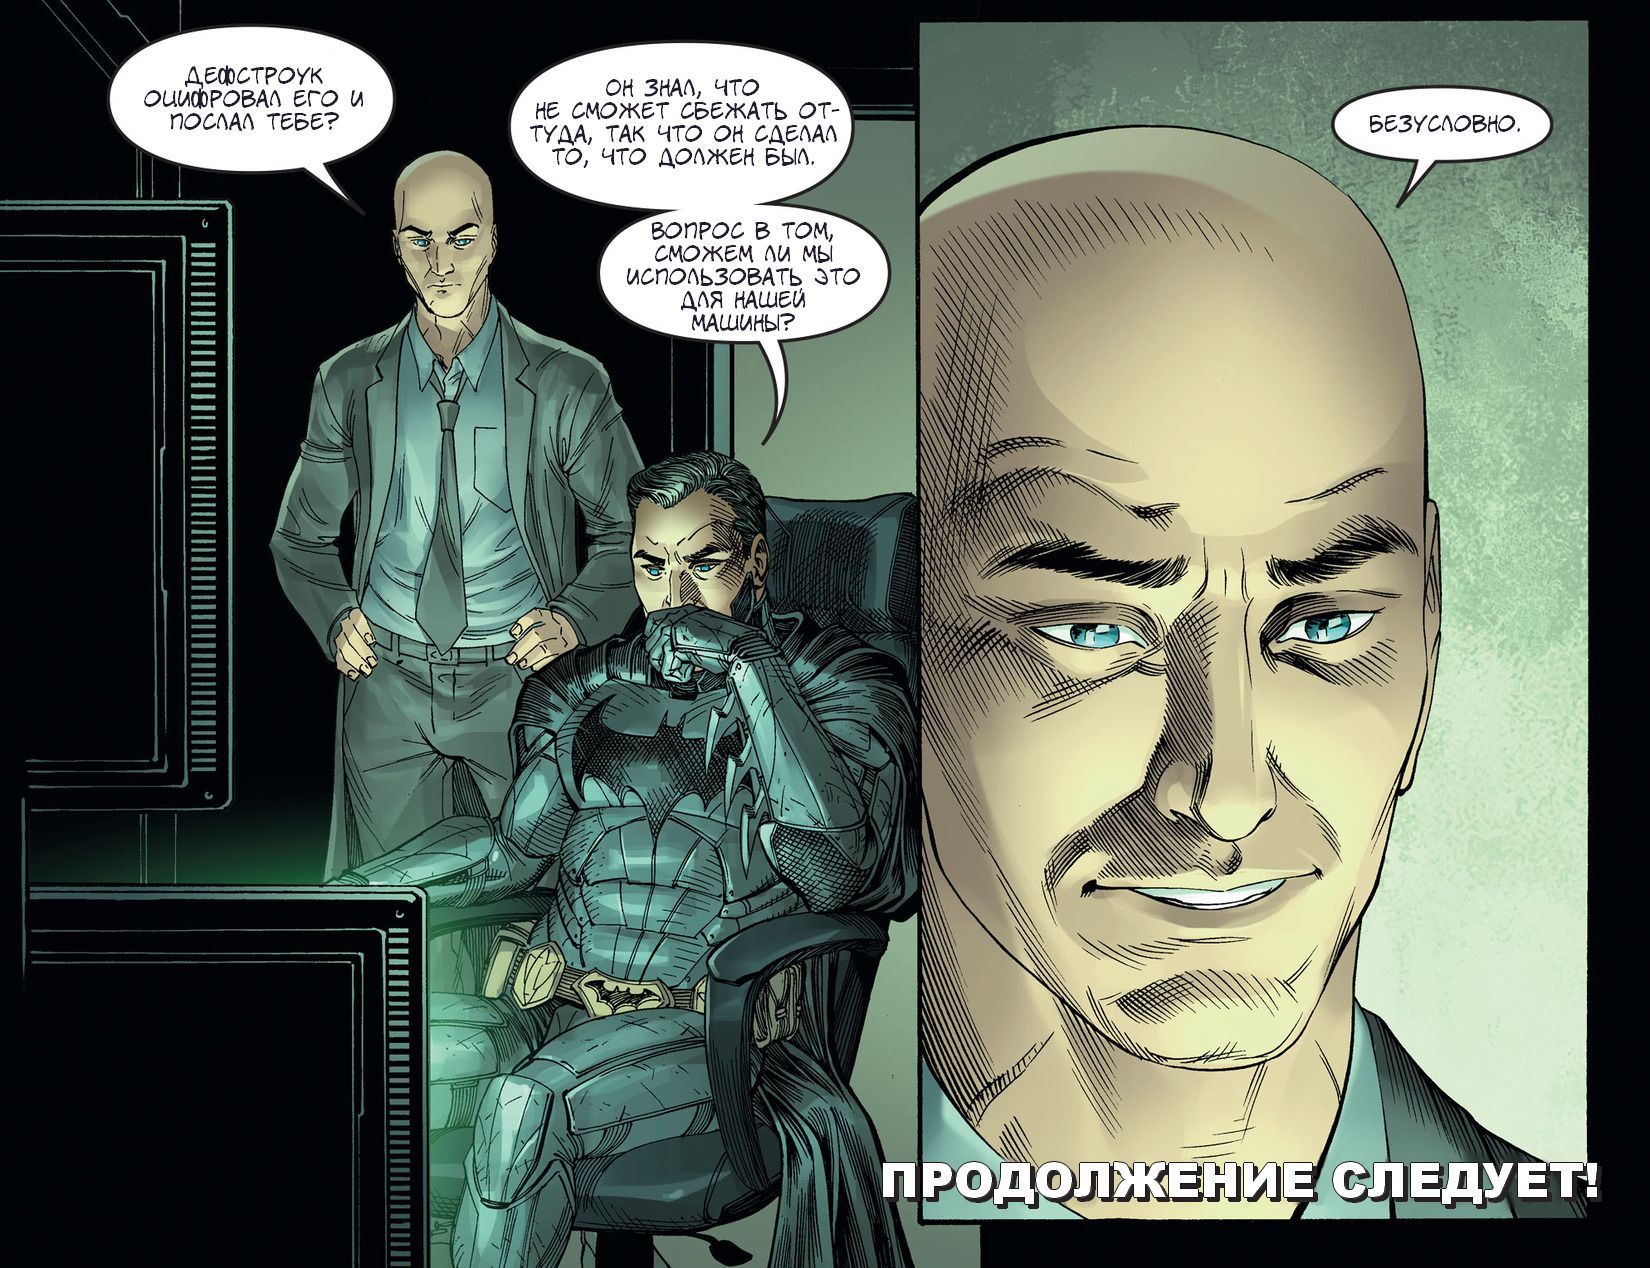 ДЕФСТРОУК
ОЦИФРОВАЛ ЕГО И
ПОСЛАЛ ТЕБЕ?
ОН ЗНАЛ, ЧТО
НЕ СМОЖЕТ СБЕЖАТЬ ОТ-
ТУДА, ТАК ЧТО ОН СДЕЛАЛ
ТО, ЧТО ДОЛЖЕН БЫЛ.
ВОПРОС В ТОМ,
СМОЖЕМ ЛИ МЫ
ИСПОЛЬЗОВАТЬ ЭТО
ДЛЯ НАШЕЙ
МАШИНЫ?
БЕЗУСЛОВНО.
ПРОДОЛЖЕНИЕ СЛЕДУЕТ!